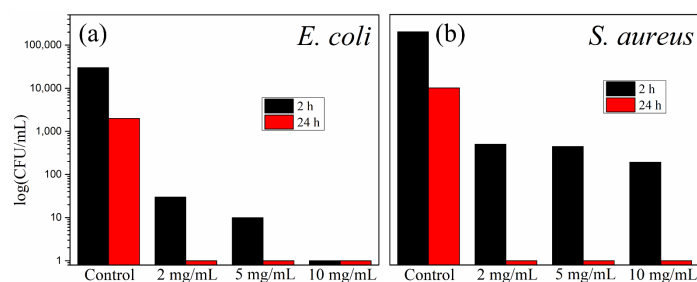 (a)
E. coli
(b)
S. aureus
100,000
10,000
1,000
100
10
1
log(CFU/mL)
2 h
24 h
2 h
24 h
Control 2 mg/mL 5 mg/mL 10 mg/mL
Control 2 mg/mL 5 mg/mL 10 mg/mL